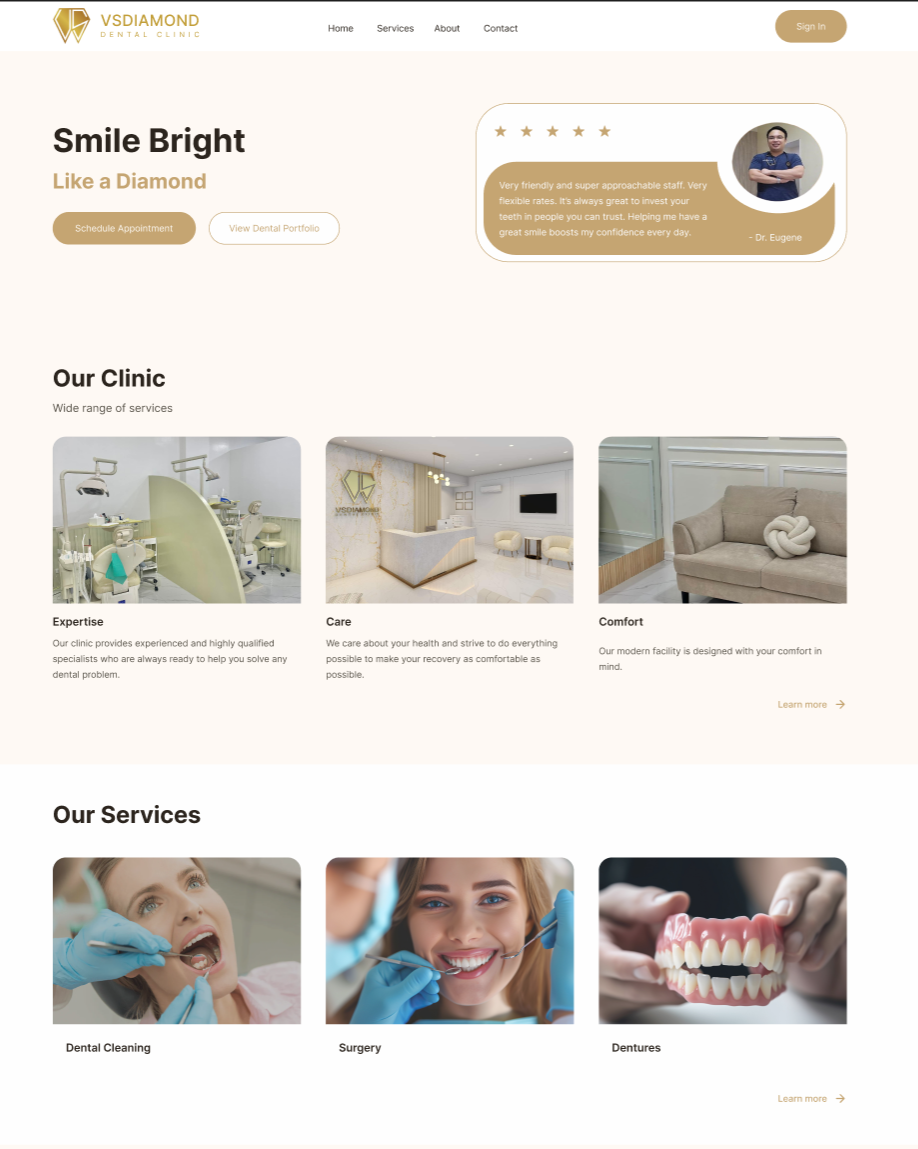 VSDIAMOND
DENTAL CLINIC
Home Services About Contact
Sign In
Smile Bright
Like a Diamond
Schedule Appointment
View Dental Portfolio
Very friendly and super approachable staff. Very
flexible rates. It's always great to invest your
teeth in people you can trust. Helping me have a
great smile boosts my confidence every day.
- Dr. Eugene
Our Clinic
Wide range of services
VSDIAMOND
DENTAL CLINIC
Expertise
Our clinic provides experienced and highly qualified
specialists who are always ready to help you solve any
dental problem.
Care
We care about your health and strive to do everything
possible to make your recovery as comfortable as
possible.
Comfort
Our modern facility is designed with your comfort in
mind.
Learn more
Our Services
Dental Cleaning
Surgery
Dentures
Learn more